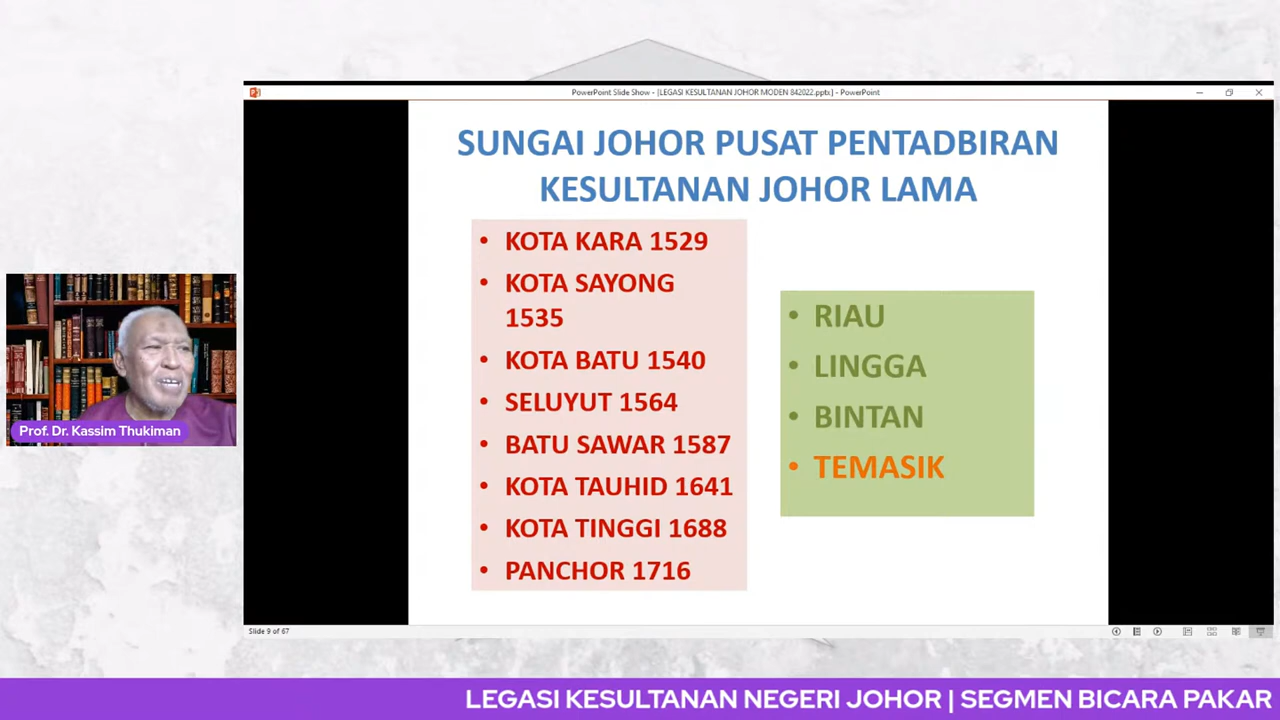 PowerPoint Slide Show - [LEGASI KESULTANAN JOHOR MODEN 842022.pptx] - PowerPoint
SUNGAI JOHOR PUSAT PENTADBIRAN
KESULTANAN JOHOR LAMA
• KOTA KARA 1529
• KOTA SAYONG
1535
• KOTA BATU 1540
• SELUYUT 1564
• BATU SAWAR 1587
• KOTA TAUHID 1641
• KOTA TINGGI 1688
• PANCHOR 1716
• RIAU
• LINGGA
• BINTAN
• TEMASIK
Prof. Dr. Kassim Thukiman
Slide 9 of 67
LEGASI KESULTANAN NEGERI JOHOR | SEGMEN BICARA PAKAR